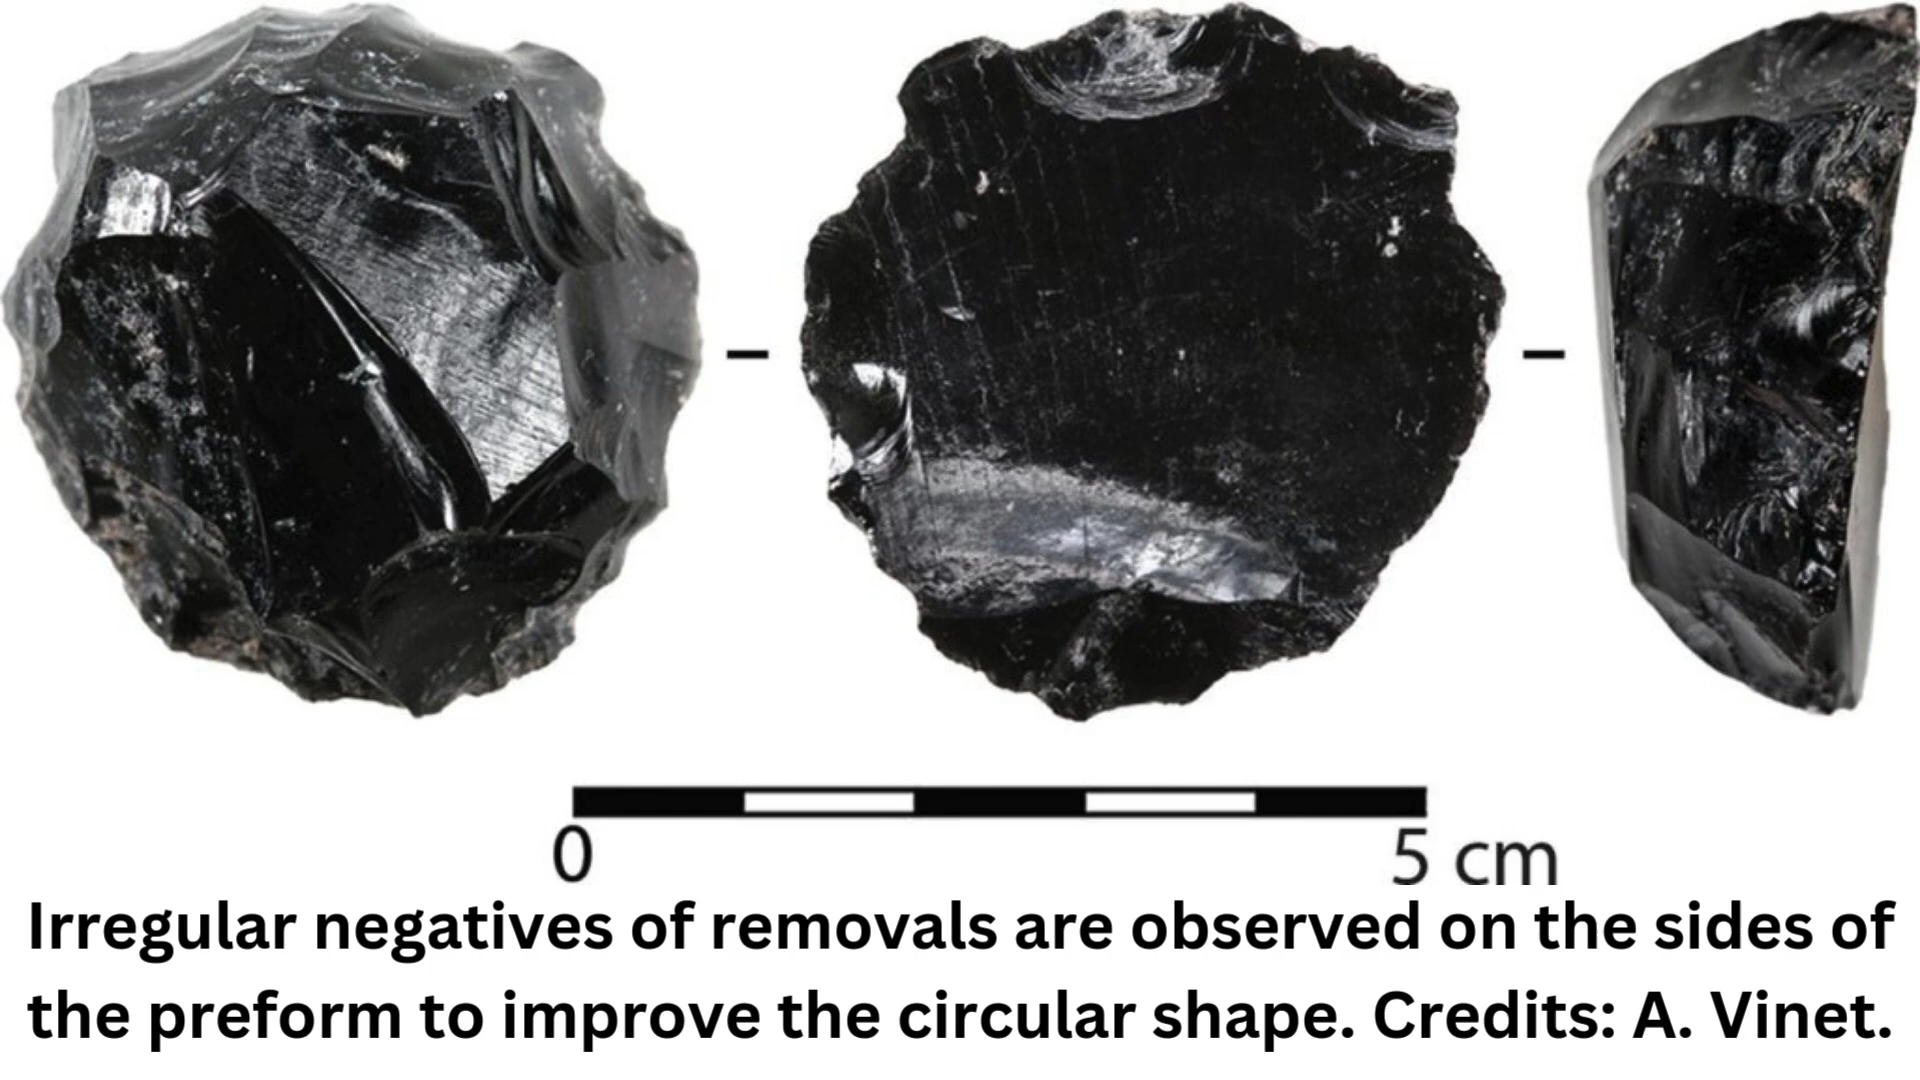 0
5 cm
Irregular negatives of removals are observed on the sides of
the preform to improve the circular shape. Credits: A. Vinet.